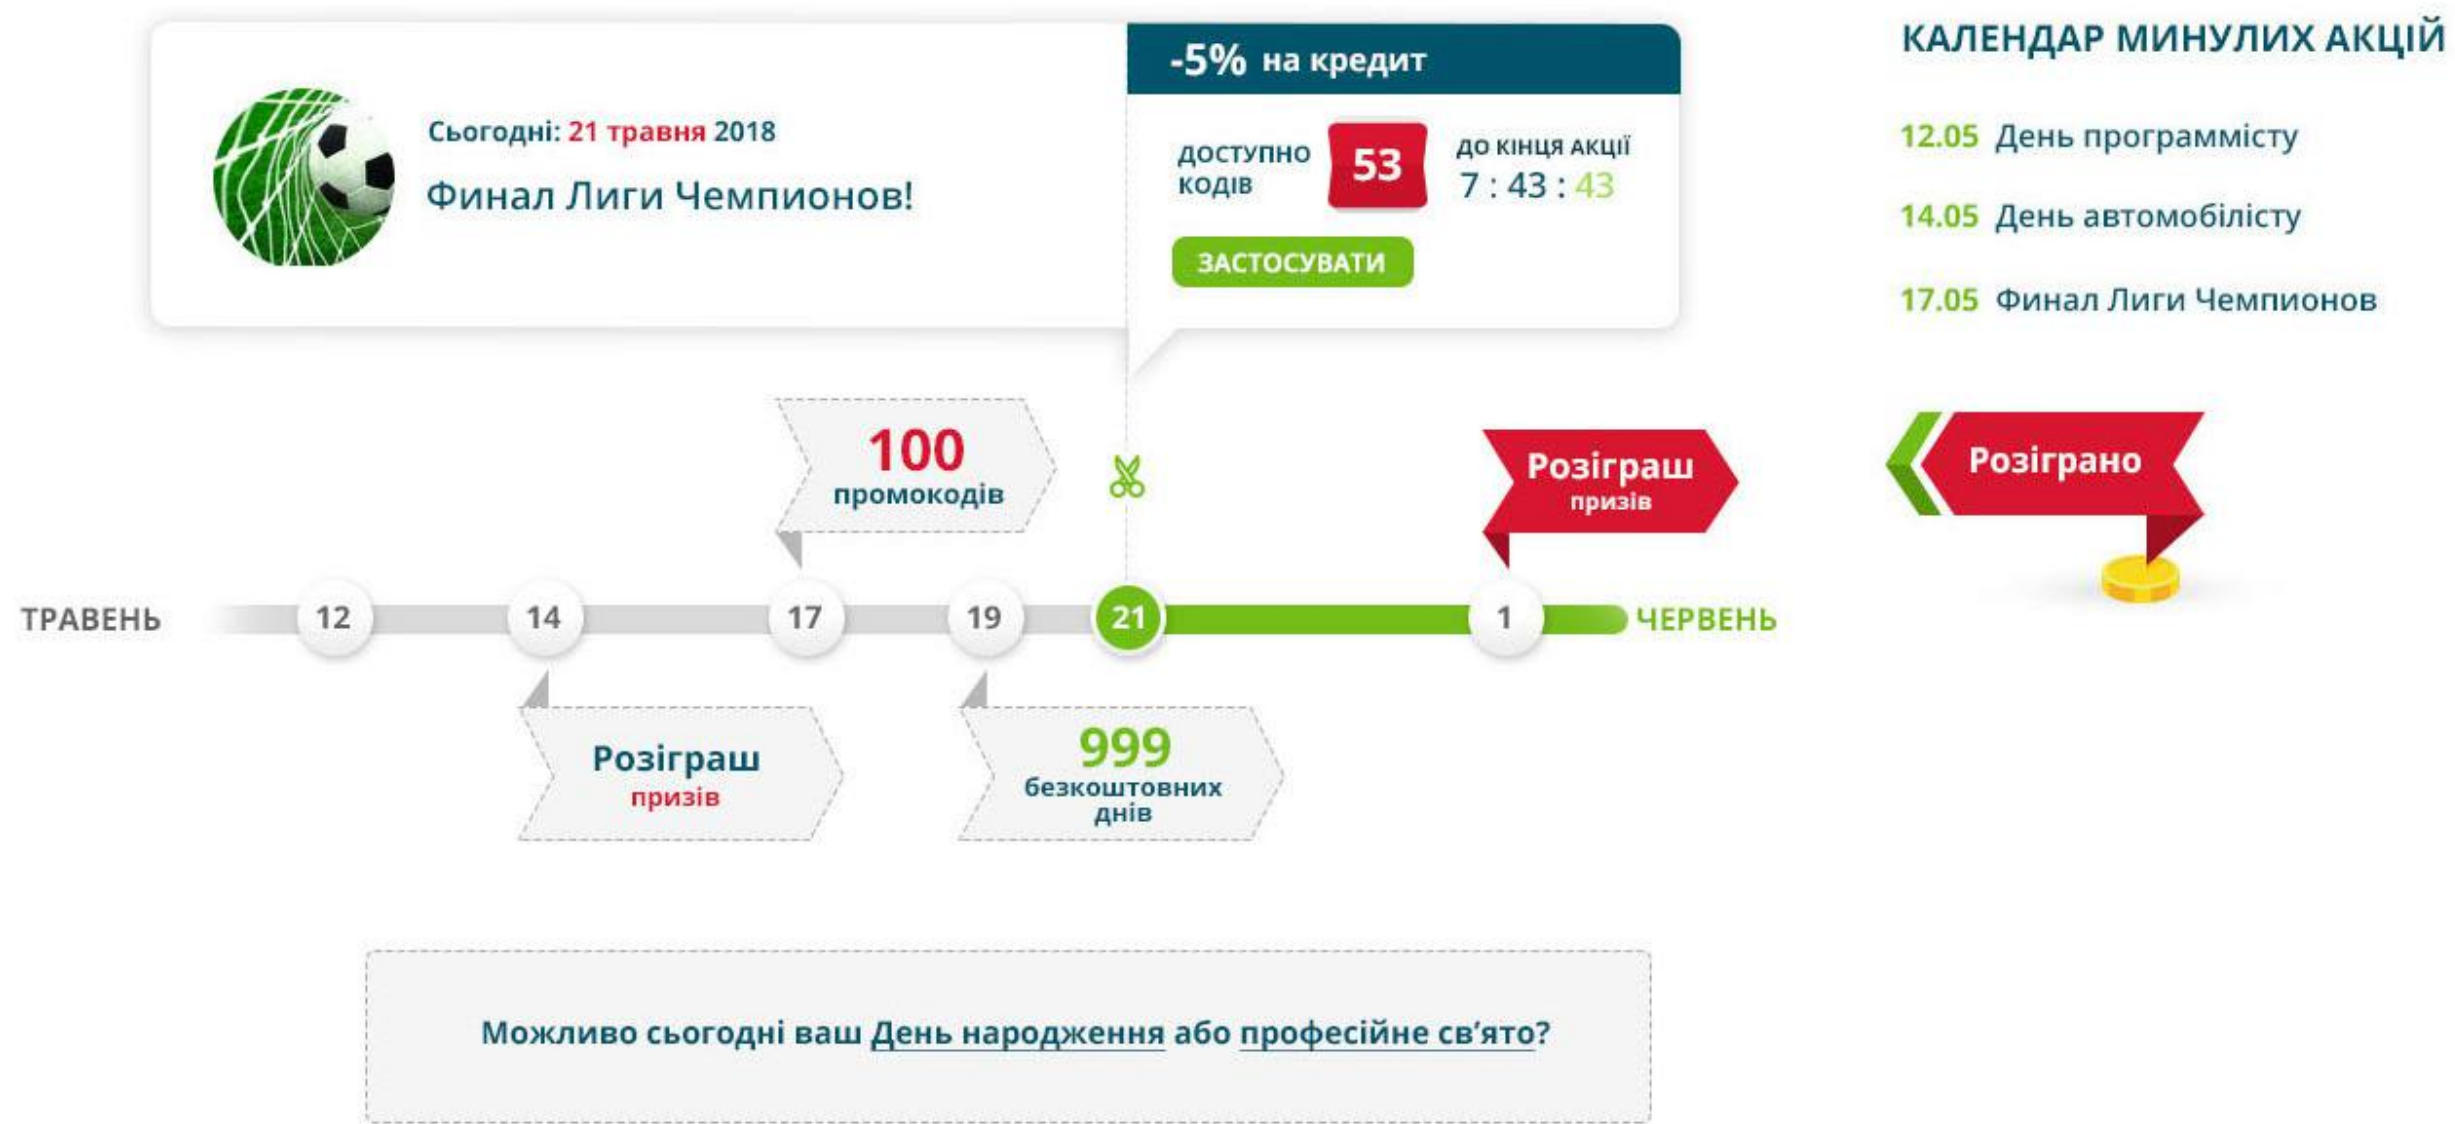 Сьогодні: 21 травня 2018
Финал Лиги Чемпионов!
-5% на кредит
ДОСТУПНО
КОДІВ
53
ДО КІНЦЯ АКЦІЇ
7 : 43 : 43
ЗАСТОСУВАТИ
КАЛЕНДАР МИНУЛИХ АКЦІЙ
12.05 День программісту
14.05 День автомобілісту
17.05 Финал Лиги Чемпионов
100
промокодів
Розіграш
призів
Розіграно
ТРАВЕНЬ
12
14
17
19
21
1
ЧЕРВЕНЬ
Розіграш
призів
999
безкоштовних
днів
Можливо сьогодні ваш День народження або професійне св'ято?